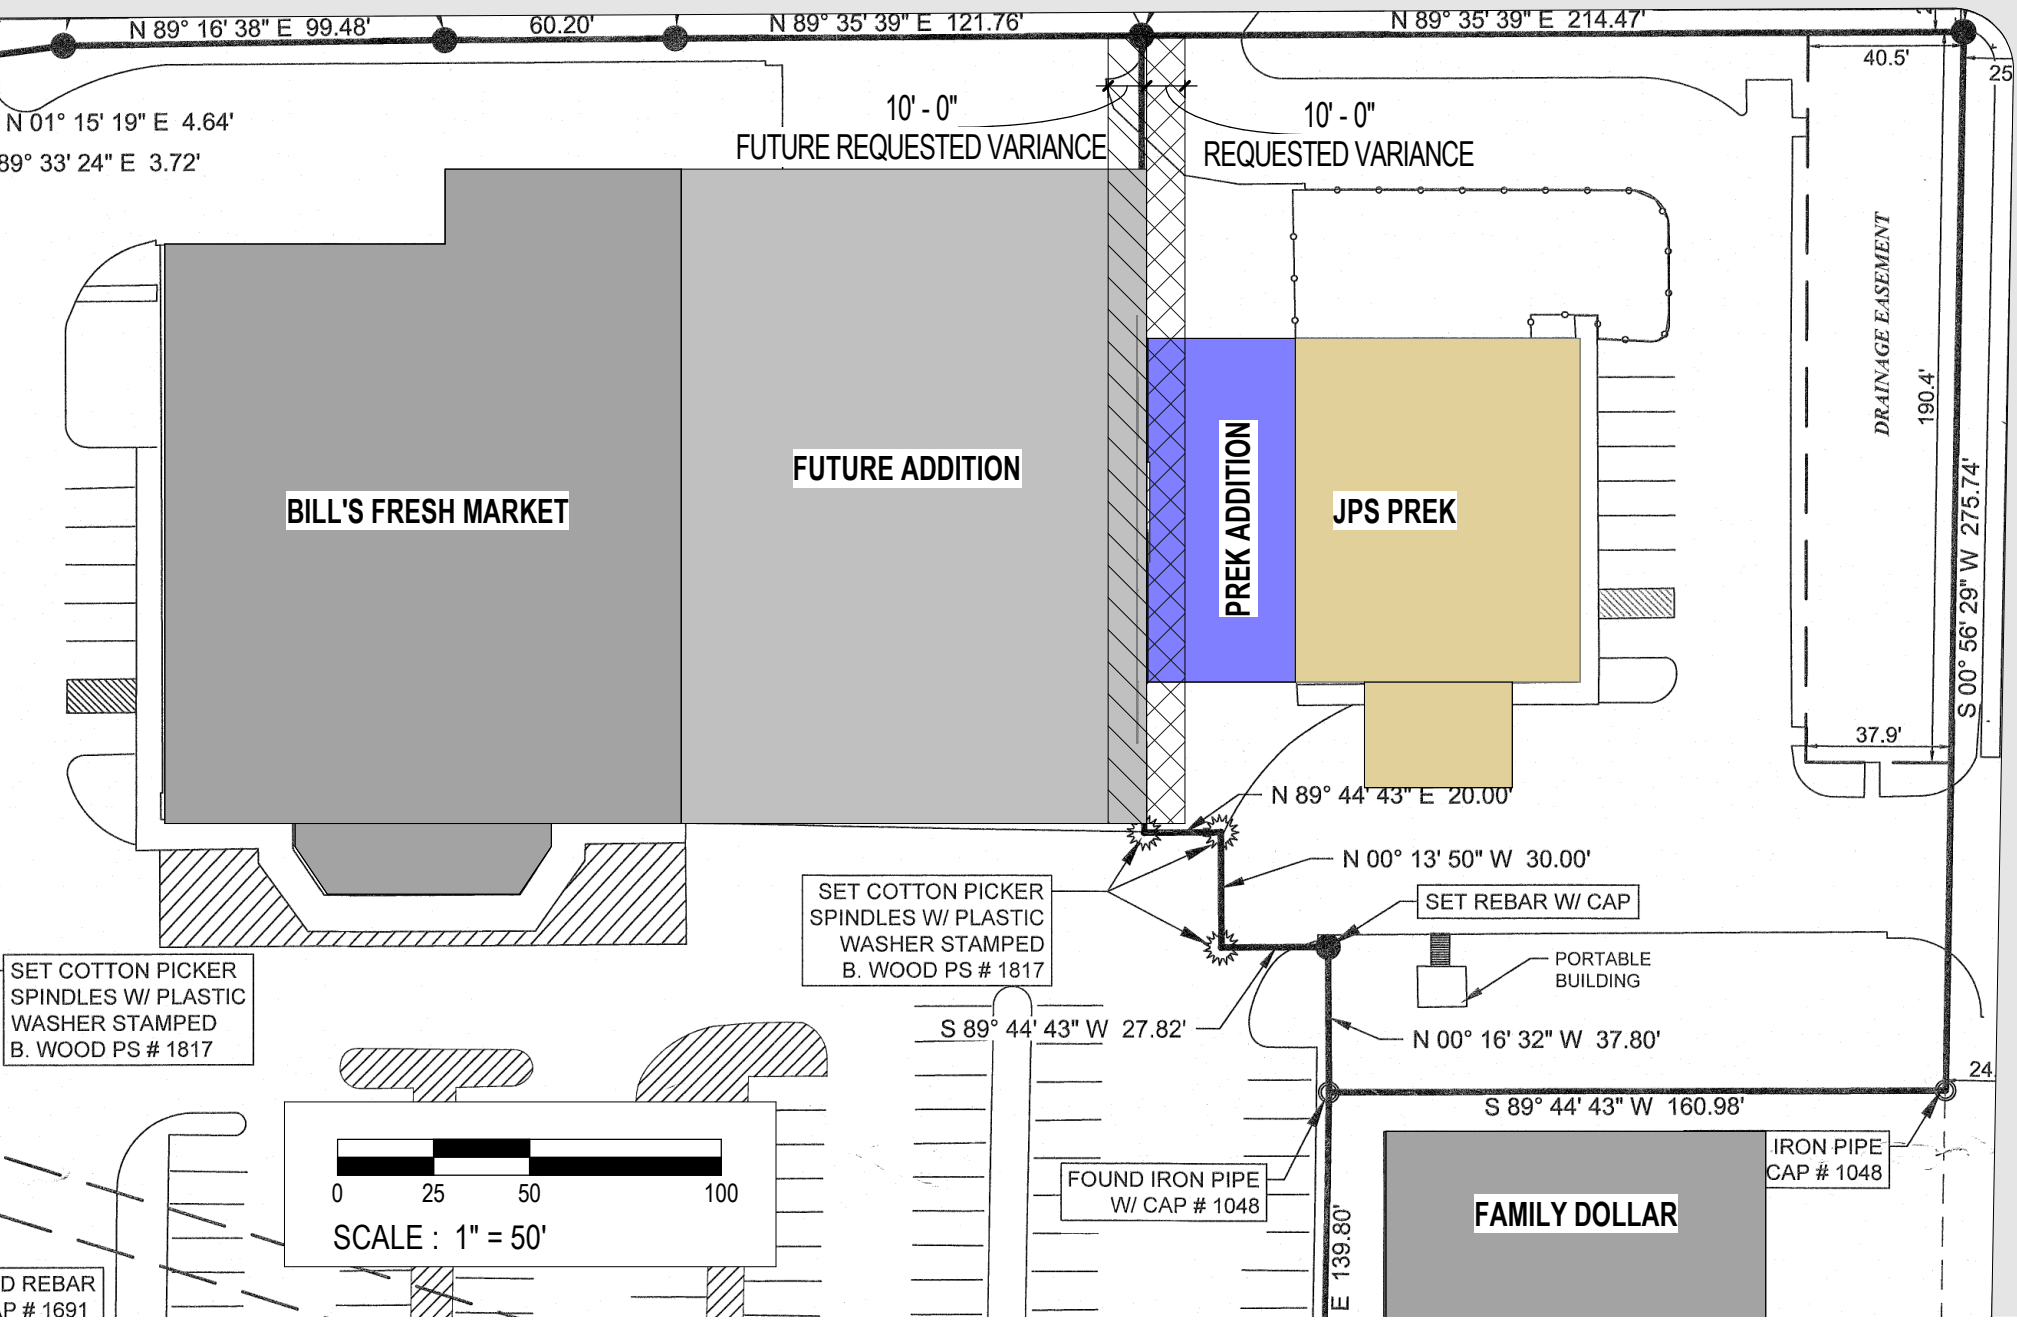 N 89° 16' 38" E 99.48'
60.20'
N 89° 35' 39" E 121.76'
N 89° 35' 39" E 214.47'
40.5'
25
N 01° 15' 19" E 4.64'
89° 33' 24" E 3.72'
10' - 0"
FUTURE REQUESTED VARIANCE
10' - 0"
REQUESTED VARIANCE
DRAINAGE EASEMENT
190.4'
S 00° 56' 29" W 275.74'
37.9'
BILL'S FRESH MARKET
FUTURE ADDITION
PREK ADDITION
JPS PREK
N 89° 44' 43" E 20.00'
N 00° 13' 50" W 30.00'
SET COTTON PICKER
SPINDLES W/ PLASTIC
WASHER STAMPED
B. WOOD PS # 1817
SET REBAR W/ CAP
PORTABLE
BUILDING
SET COTTON PICKER
SPINDLES W/ PLASTIC
WASHER STAMPED
B. WOOD PS # 1817
S 89° 44' 43" W 27.82'
N 00° 16' 32" W 37.80'
24
S 89° 44' 43" W 160.98'
IRON PIPE
CAP # 1048
FOUND IRON PIPE
W/ CAP # 1048
0 25 50 100
SCALE : 1" = 50'
FAMILY DOLLAR
E 139.80'
D REBAR
AP # 1691